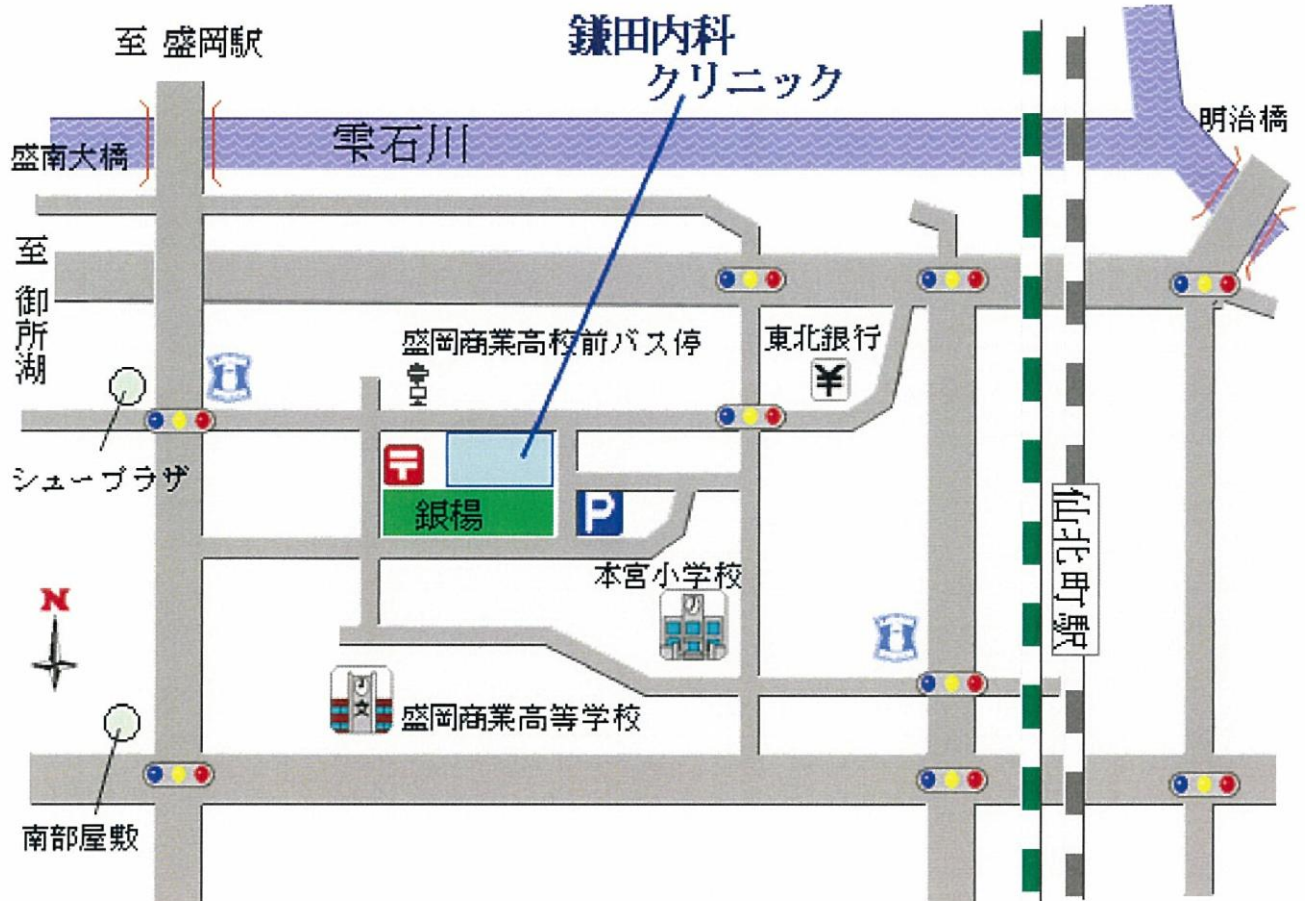 至 盛岡駅
鎌田内科
クリニック
明治橋
雫石川
盛南大橋
至御所湖
盛岡商業高校前バス停
東北銀行
¥
シュープラザ
〒
銀楊
P
仙北町駅
本宮小学校
N
文
盛岡商業高等学校
南部屋敷